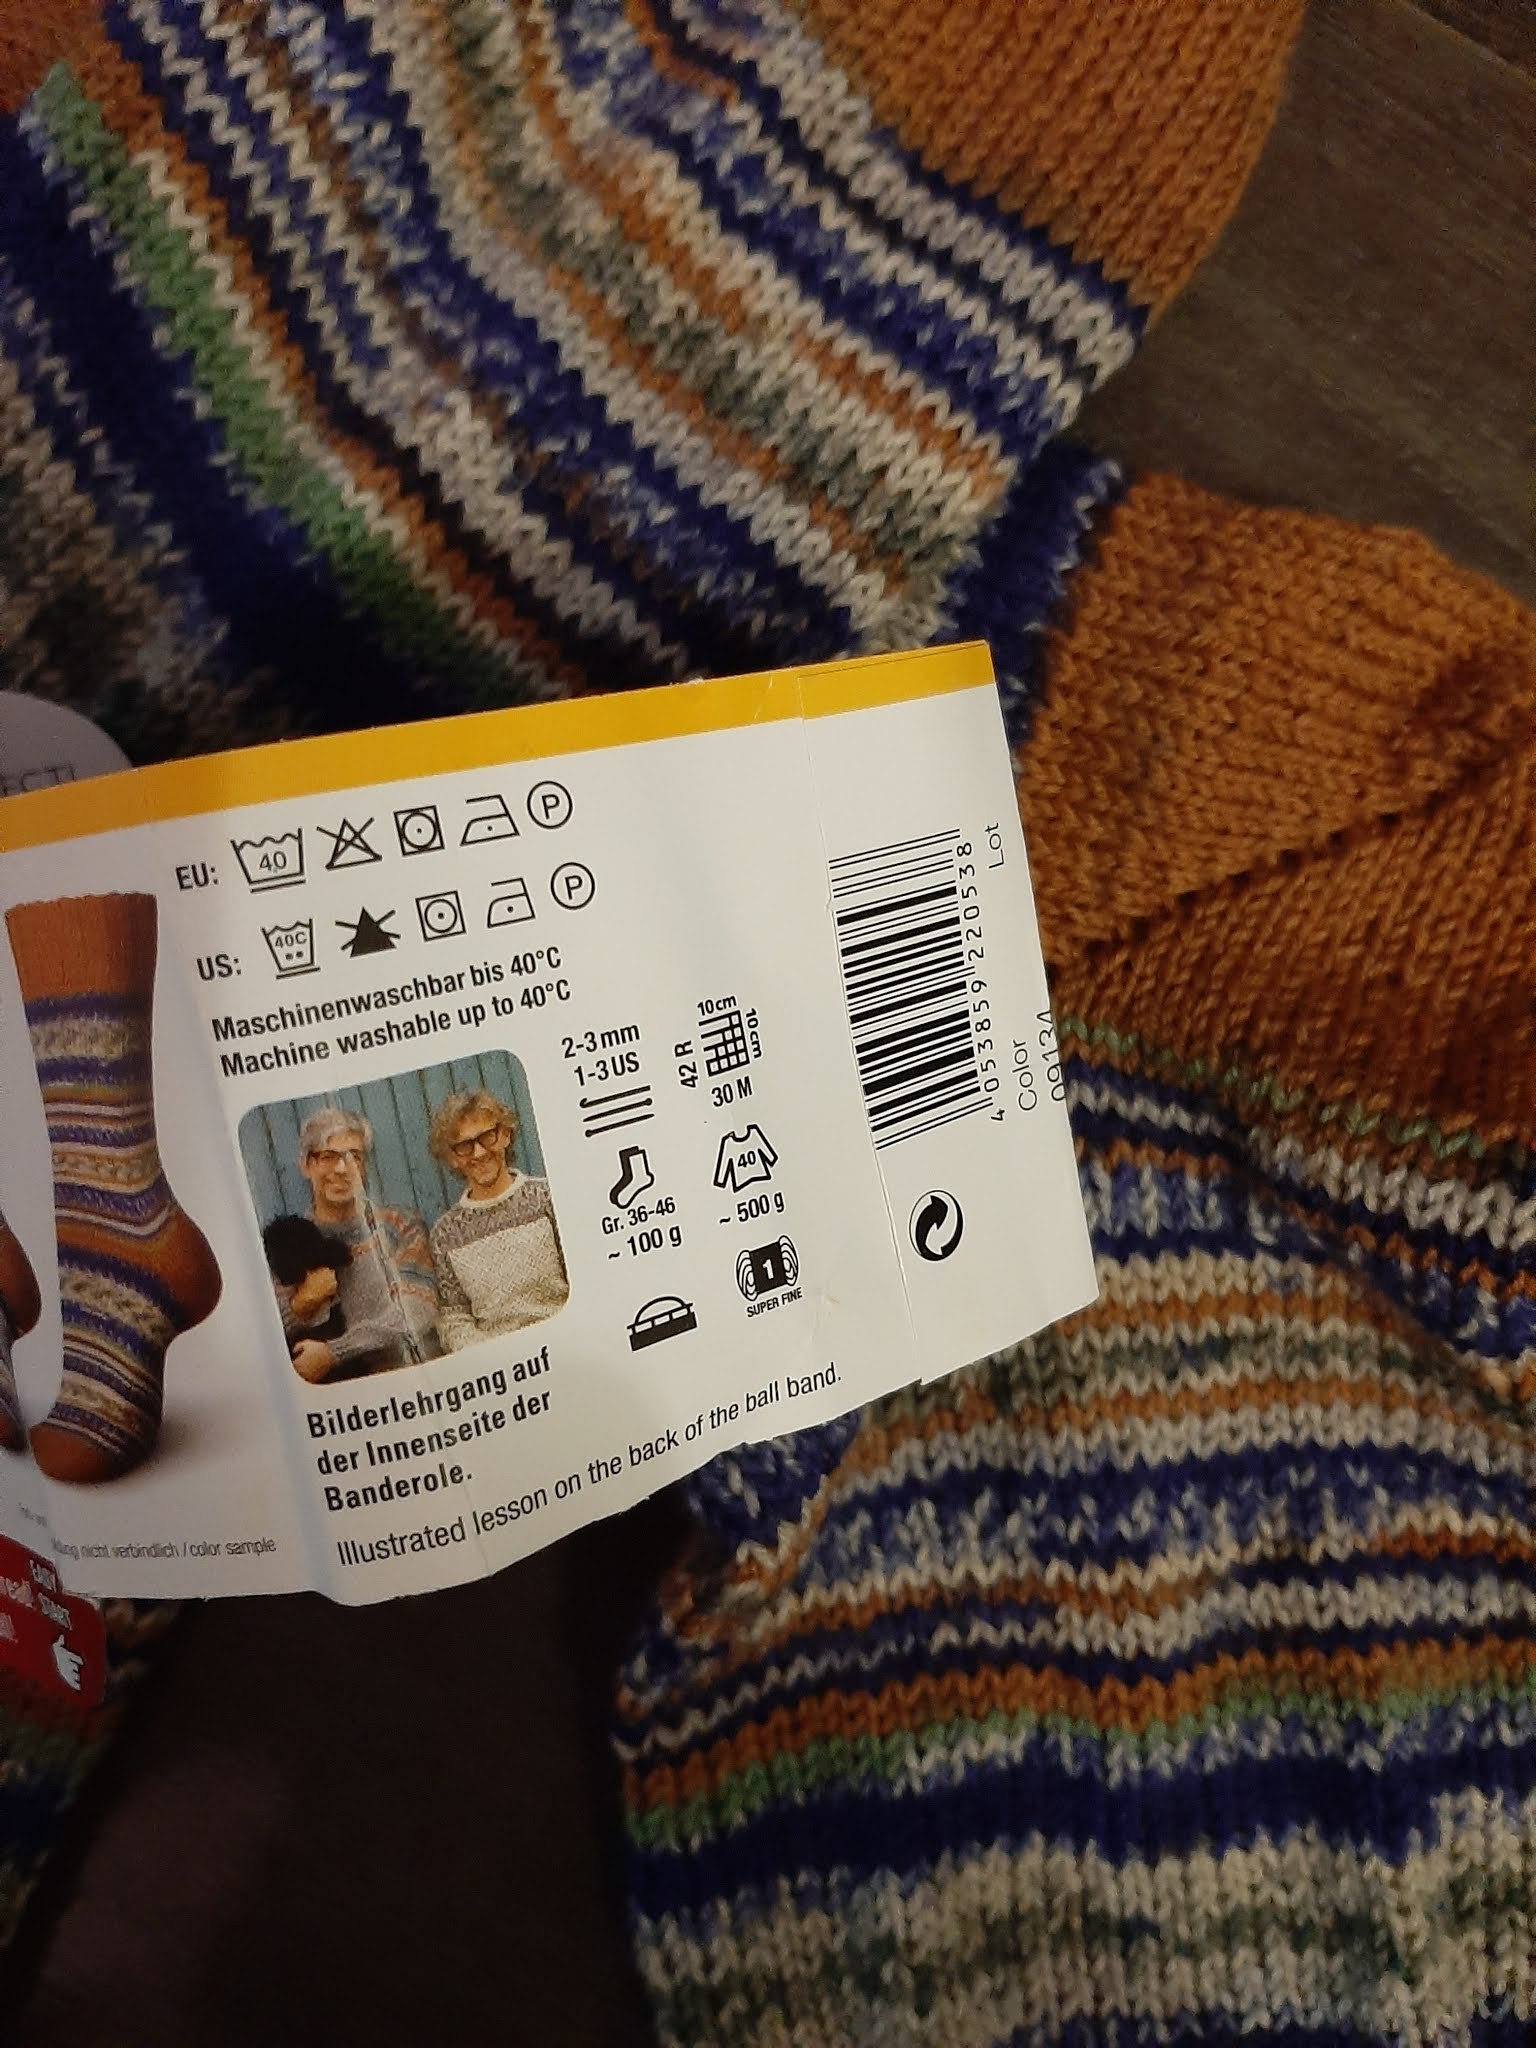 EU: 40 P
US: 40C P
Maschinenwaschbar bis 40°C
Machine washable up to 40°C
2-3 mm
1-3 US
10cm
10cm
42 R
30 M
Gr. 36-46
~ 100 g
40
~ 500 g
1
SUPER FINE
Bilderlehrgang auf
der Innenseite der
Banderole.
Illustrated lesson on the back of the ball band.
nicht verbindlich / color sample
4 053859 220538
Color
Lot